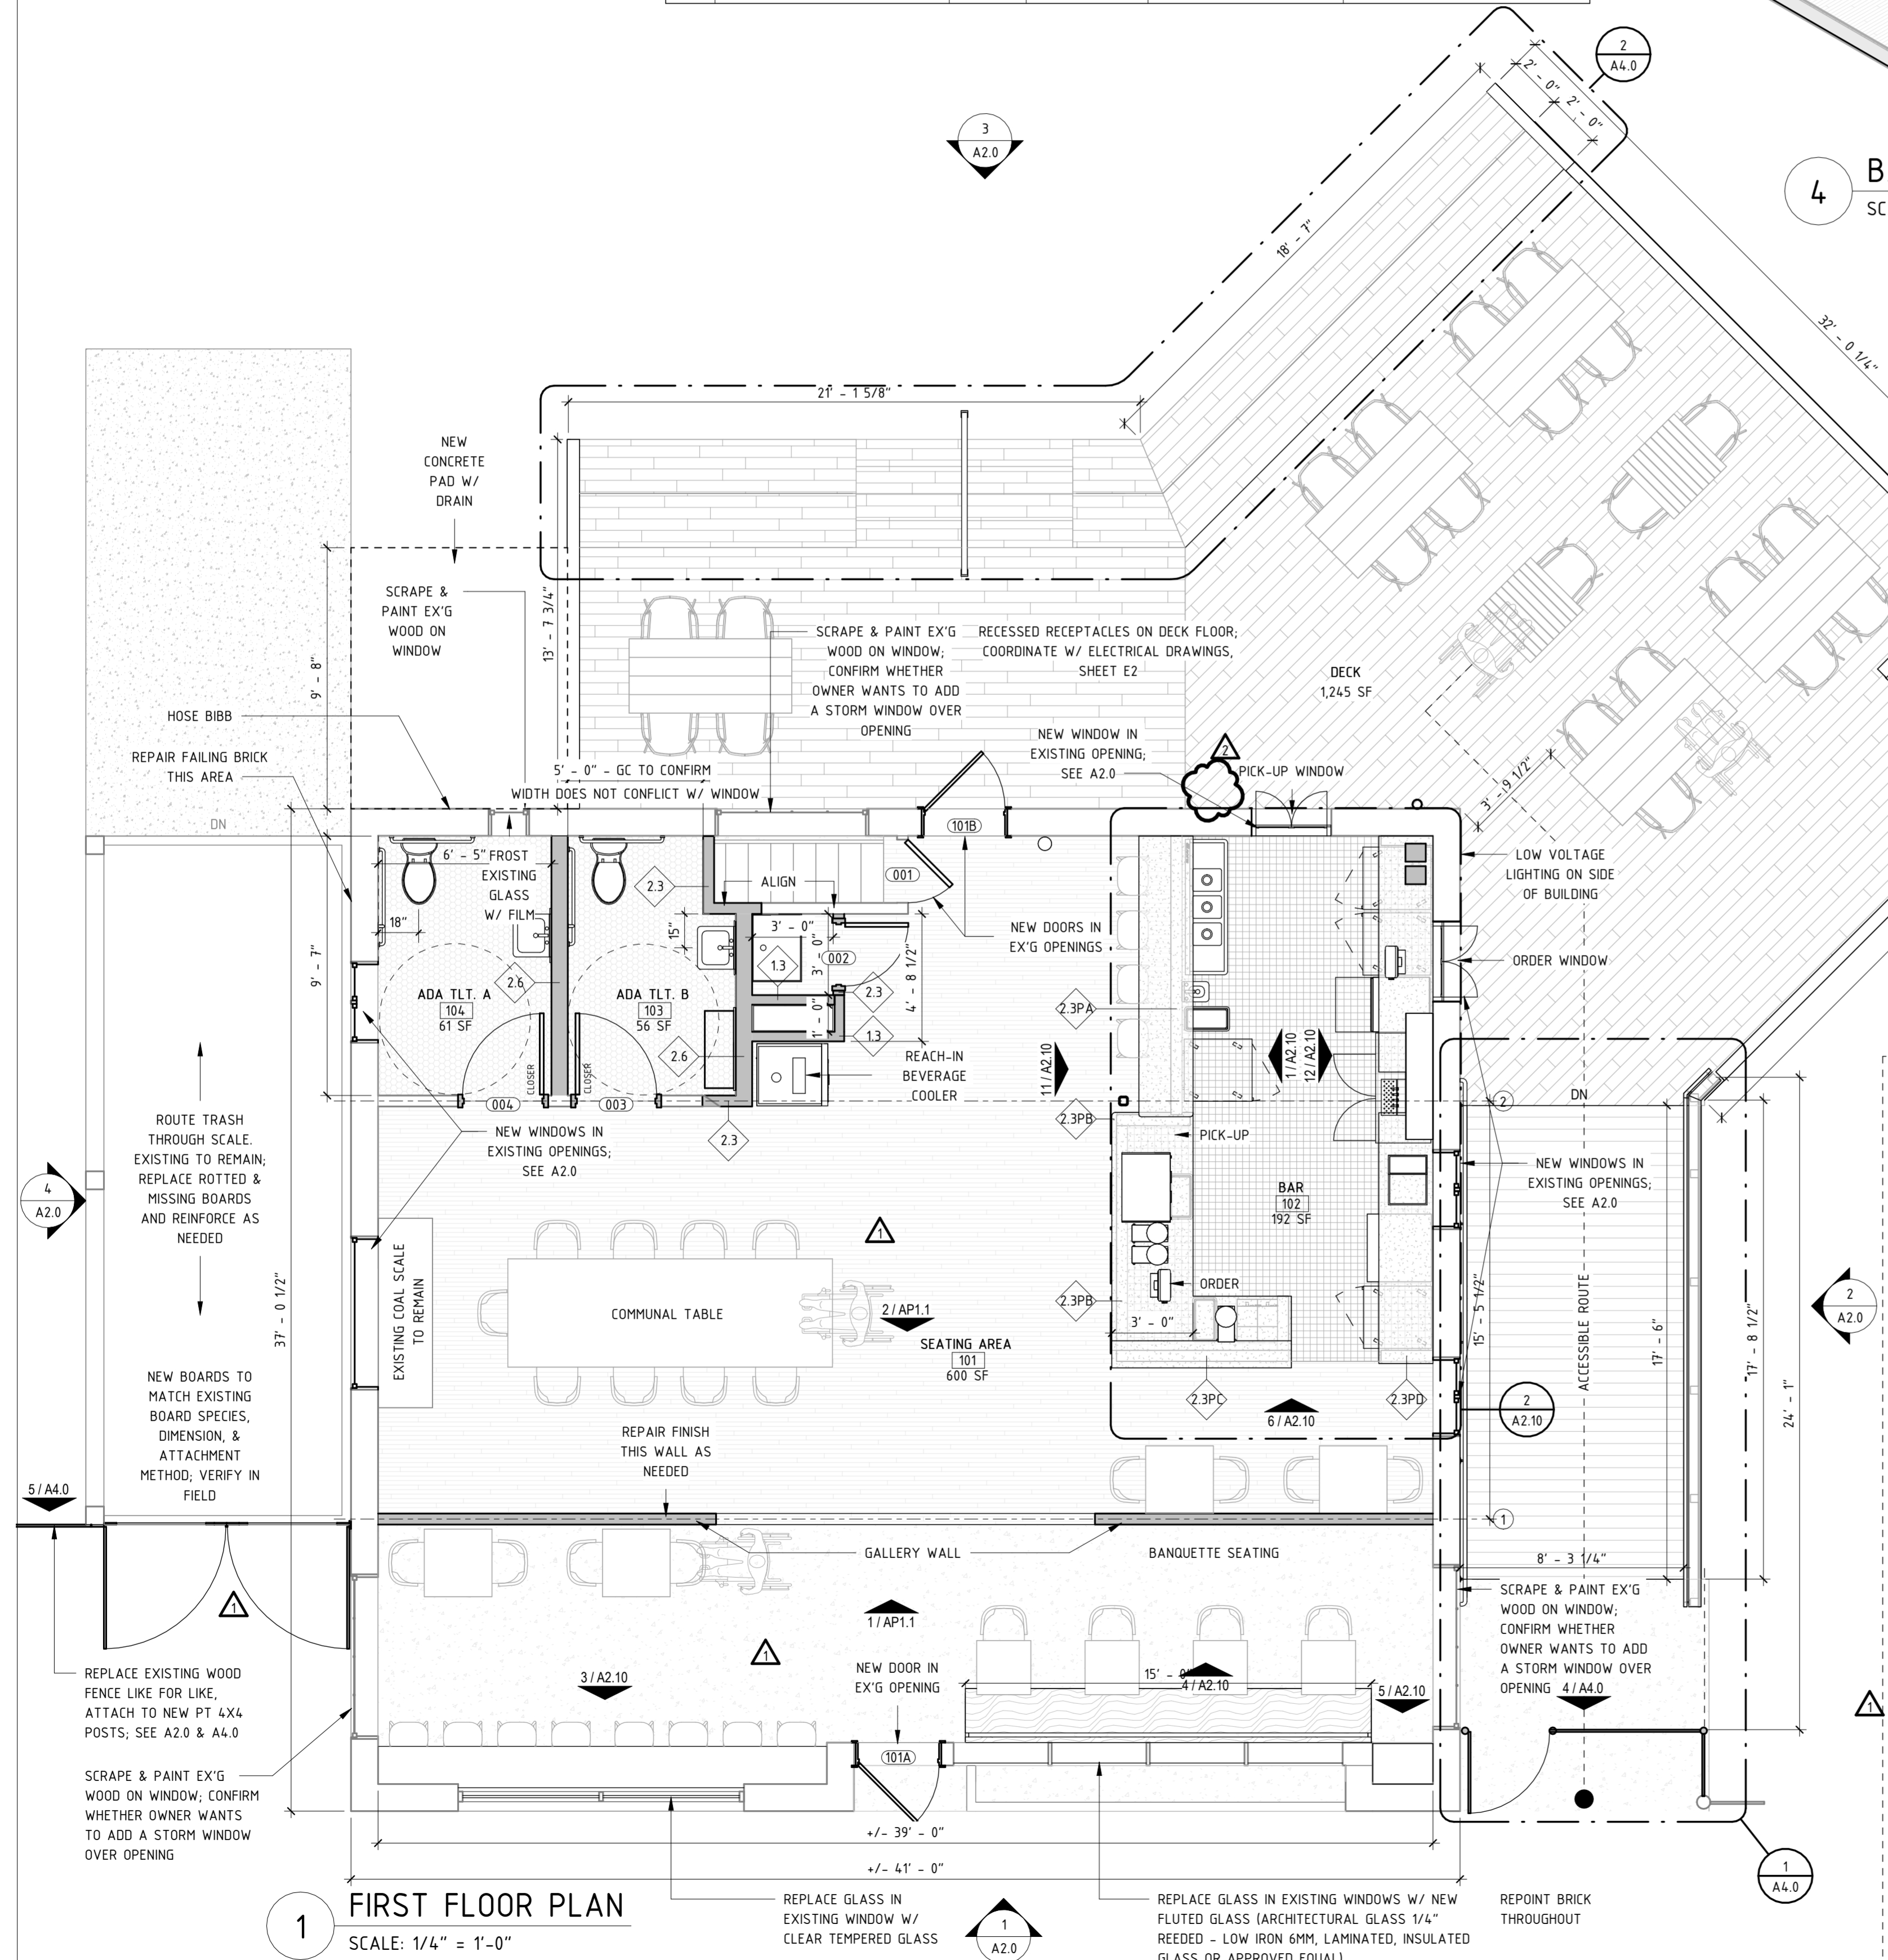 2
A4.0
2' - 0"
2' - 0"
3
A2.0
4
B
SC
18' - 7"
32' - 0 1/4"
21' - 1 5/8"
NEW
CONCRETE
PAD W/
DRAIN
SCRAPE &
PAINT EX'G
WOOD ON
WINDOW
9' - 8"
13' - 7 3/4"
SCRAPE & PAINT EX'G
WOOD ON WINDOW;
CONFIRM WHETHER
OWNER WANTS TO ADD
A STORM WINDOW OVER
OPENING
RECESSED RECEPTACLES ON DECK FLOOR;
COORDINATE W/ ELECTRICAL DRAWINGS,
SHEET E2
DECK
1,245 SF
HOSE BIBB
REPAIR FAILING BRICK
THIS AREA
NEW WINDOW IN
EXISTING OPENING;
SEE A2.0
2
PICK-UP WINDOW
5' - 0" - GC TO CONFIRM
WIDTH DOES NOT CONFLICT W/ WINDOW
3' - 9 1/2"
DN
101B
6' - 5"
FROST
EXISTING
GLASS
W/ FILM
18"
2.3
ALIGN
001
LOW VOLTAGE
LIGHTING ON SIDE
OF BUILDING
NEW DOORS IN
EX'G OPENINGS
15"
3' - 0"
3' - 0"
002
1.3
4' - 8 1/2"
ORDER WINDOW
9' - 7"
2.6
ADA TLT. A
104
61 SF
ADA TLT. B
103
56 SF
2.3
1' - 0"
1.3
2.3PA
2.6
REACH-IN
BEVERAGE
COOLER
11 / A2.10
1 / A2.10
12 / A2.10
CLOSER
CLOSER
004
003
DN
2
2.3
2.3PB
PICK-UP
NEW WINDOWS IN
EXISTING OPENINGS;
SEE A2.0
ROUTE TRASH
THROUGH SCALE.
EXISTING TO REMAIN;
REPLACE ROTTED &
MISSING BOARDS
AND REINFORCE AS
NEEDED
4
A2.0
NEW WINDOWS IN
EXISTING OPENINGS;
SEE A2.0
BAR
102
192 SF
1
EXISTING COAL SCALE
TO REMAIN
37' - 0 1/2"
COMMUNAL TABLE
2 / AP1.1
ORDER
2.3PB
3' - 0"
15' - 5 1/2"
ACCESSIBLE ROUTE
17' - 6"
17' - 8 1/2"
24' - 1"
2
A2.0
SEATING AREA
101
600 SF
NEW BOARDS TO
MATCH EXISTING
BOARD SPECIES,
DIMENSION, &
ATTACHMENT
METHOD; VERIFY IN
FIELD
2.3PC
2.3PD
6 / A2.10
2
A2.10
REPAIR FINISH
THIS WALL AS
NEEDED
5 / A4.0
1
GALLERY WALL
BANQUETTE SEATING
8' - 3 1/4"
1
1 / AP1.1
SCRAPE & PAINT EX'G
WOOD ON WINDOW;
CONFIRM WHETHER
OWNER WANTS TO ADD
A STORM WINDOW OVER
OPENING
4 / A4.0
1
1
REPLACE EXISTING WOOD
FENCE LIKE FOR LIKE,
ATTACH TO NEW PT 4X4
POSTS; SEE A2.0 & A4.0
3 / A2.10
NEW DOOR IN
EX'G OPENING
15' - 0"
4 / A2.10
5 / A2.10
101A
SCRAPE & PAINT EX'G
WOOD ON WINDOW; CONFIRM
WHETHER OWNER WANTS
TO ADD A STORM WINDOW
OVER OPENING
+/- 39' - 0"
+/- 41' - 0"
1
A4.0
1
FIRST FLOOR PLAN
SCALE: 1/4" = 1'-0"
REPLACE GLASS IN
EXISTING WINDOW W/
CLEAR TEMPERED GLASS
1
A2.0
REPLACE GLASS IN EXISTING WINDOWS W/ NEW
FLUTED GLASS (ARCHITECTURAL GLASS 1/4"
REEDED - LOW IRON 6MM, LAMINATED, INSULATED
GLASS OR APPROVED EQUAL)
REPOINT BRICK
THROUGHOUT